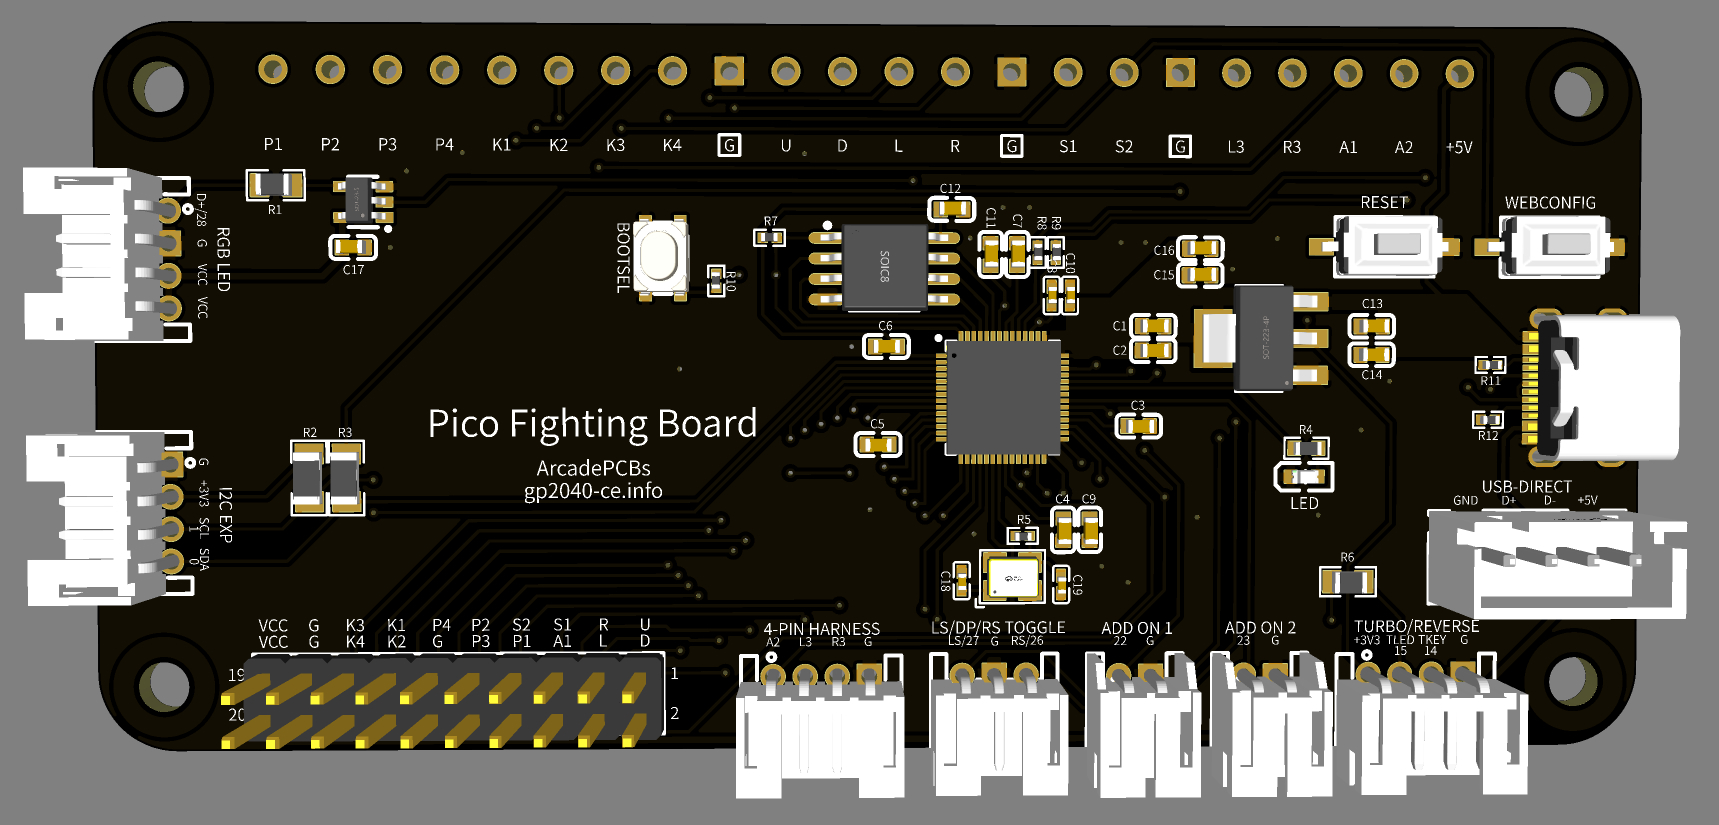 P1 P2 P3 P4 K1 K2 K3 K4 G U D L R G S1 S2 G L3 R3 A1 A2 +5V
R1
C17
D+/28 G VCC VCC
RGB LED
BOOTSEL
R7
R10
SOIC8
C12
C11
C7
R8
R9
C10
C6
C16
C15
C1
C2
SOT-223-4P
RESET
WEBCONFIG
C13
C14
R11
R12
Pico Fighting Board
ArcadePCBs
gp2040-ce.info
R2
R3
C5
C3
R4
LED
G +3V3 SCL SDA
1 0
I2C EXP
C4
C9
R5
C18
C19
R6
USB-DIRECT
GND D+ D- +5V
VCC G K3 K1 P4 P2 S2 S1 R U
VCC G K4 K2 G P3 P1 A1 L D
19
1
20
2
4-PIN HARNESS
A2 L3 R3 G
LS/DP/RS TOGGLE
LS/27 G RS/26
ADD ON 1
22 G
ADD ON 2
23 G
TURBO/REVERSE
+3V3 TLED TKEY G
15 14